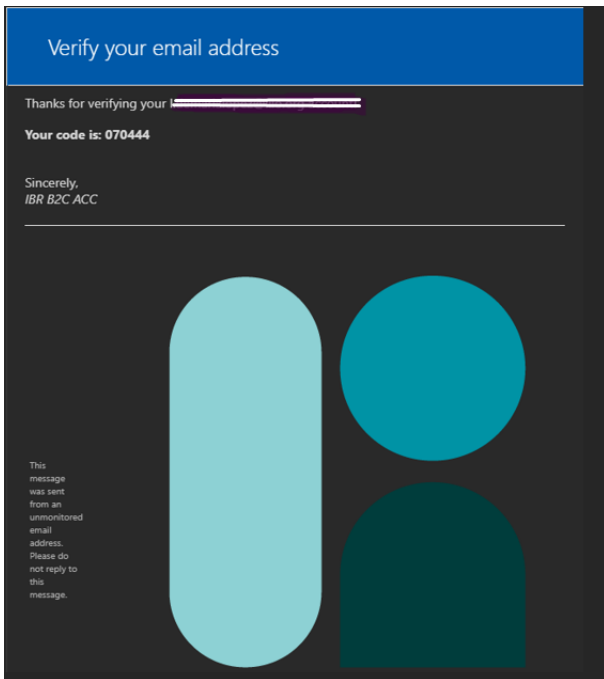 Verify your email address
Thanks for verifying your
Your code is: 070444
Sincerely,
IBR B2C ACC
This
message
was sent
from an
unmonitored
email
address.
Please do
not reply to
this
message.